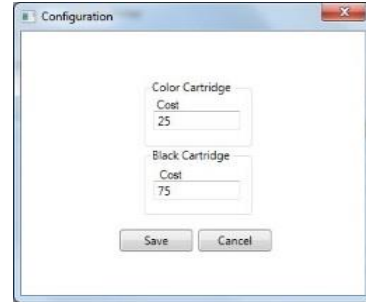 Configuration
Color Cartridge
Cost
25
Black Cartridge
Cost
75
Save Cancel